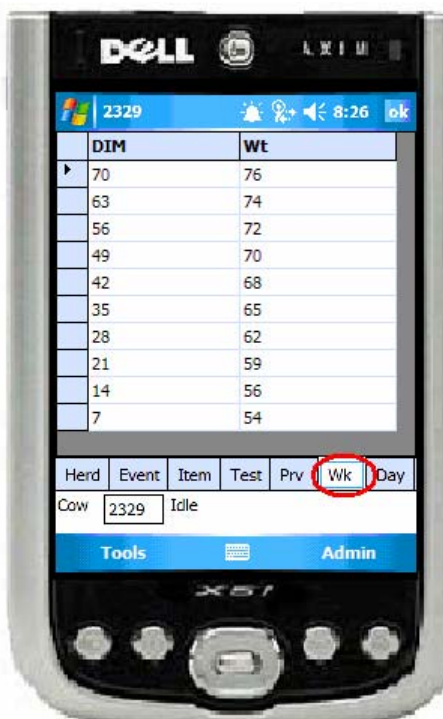 DELL AXIM
2329 8:26 ok
DIM Wt
70 76
63 74
56 72
49 70
42 68
35 65
28 62
21 59
14 56
7 54
Herd Event Item Test Prv Wk Day
Cow 2329 Idle
Tools Admin
X51